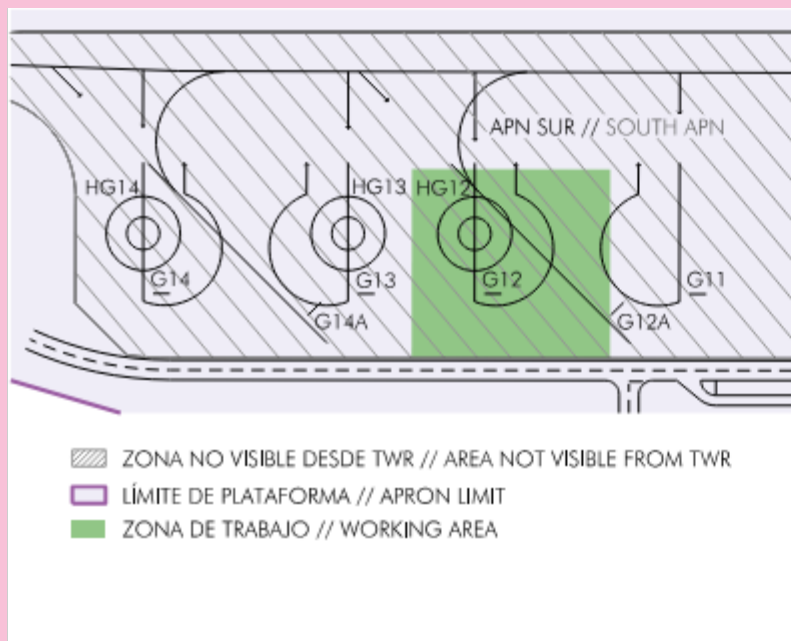 APN SUR // SOUTH APN
HG14
HG13
HG12
G14
G13
G12
G11
G14A
G12A
ZONA NO VISIBLE DESDE TWR // AREA NOT VISIBLE FROM TWR
LÍMITE DE PLATAFORMA // APRON LIMIT
ZONA DE TRABAJO // WORKING AREA